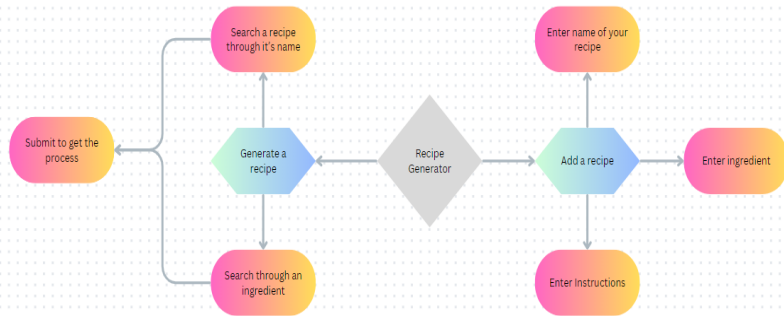 Search a recipe
through it's name
Enter name of your
recipe
Submit to get the
process
Generate a
recipe
Recipe
Generator
Add a recipe
Enter ingredient
Search through an
ingredient
Enter Instructions